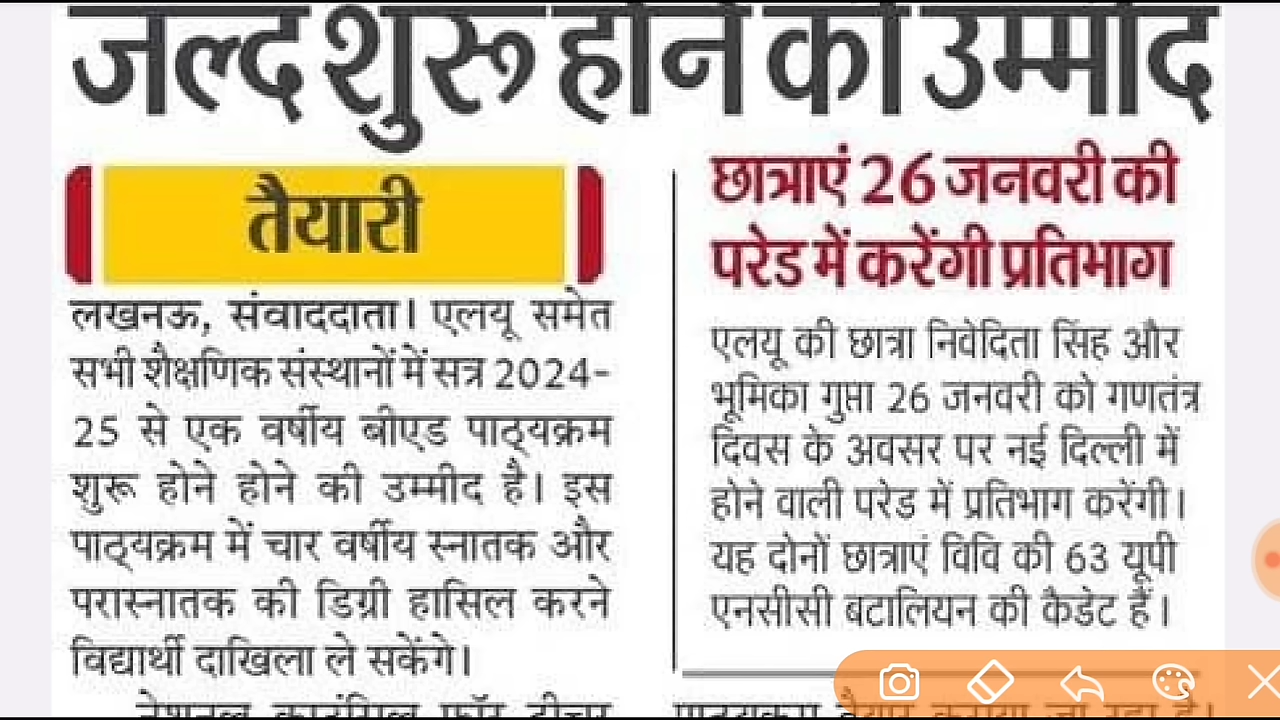 जल्द शुरू होने की उम्मीद
तैयारी
लखनऊ, संवाददाता। एलयू समेत
सभी शैक्षणिक संस्थानों में सत्र 2024-
25 से एक वर्षीय बीएड पाठ्यक्रम
शुरू होने होने की उम्मीद है। इस
पाठ्यक्रम में चार वर्षीय स्नातक और
परास्नातक की डिग्री हासिल करने
विद्यार्थी दाखिला ले सकेंगे।
छात्राएं 26 जनवरी की
परेड में करेंगी प्रतिभाग
एलयू की छात्रा निवेदिता सिंह और
भूमिका गुप्ता 26 जनवरी को गणतंत्र
दिवस के अवसर पर नई दिल्ली में
होने वाली परेड में प्रतिभाग करेंगी।
यह दोनों छात्राएं विवि की 63 यूपी
एनसीसी बटालियन की कैडेट हैं।